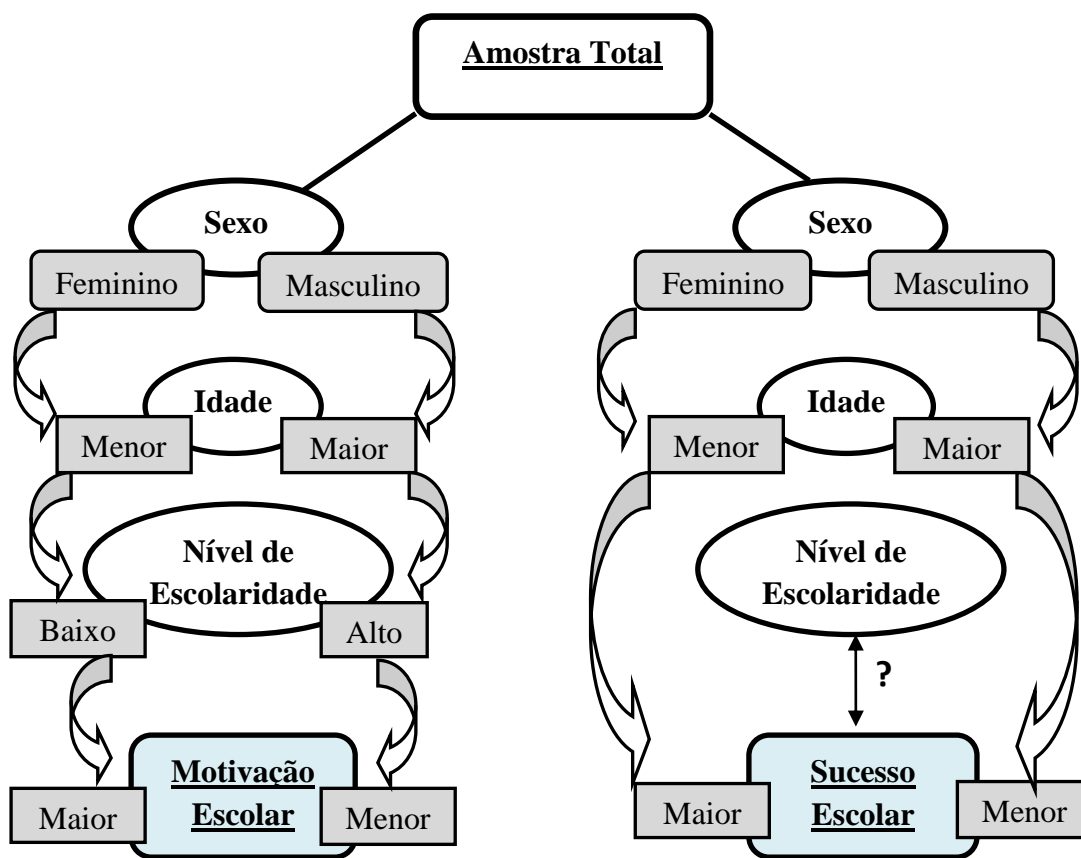 Amostra Total
Sexo
Feminino
Masculino
Idade
Menor
Maior
Nível de
Escolaridade
Baixo
Alto
Motivação
Escolar
Maior
Menor
Sexo
Feminino
Masculino
Idade
Menor
Maior
Nível de
Escolaridade
?
Sucesso
Escolar
Maior
Menor